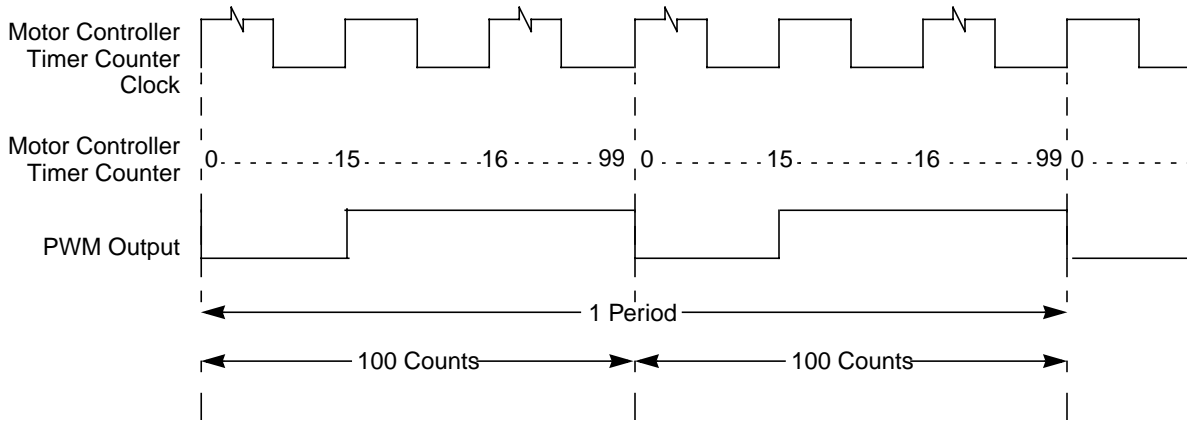 Motor Controller
Timer Counter
Clock
Motor Controller
Timer Counter
0 15 16 99 0 15 16 99 0
PWM Output
1 Period
100 Counts 100 Counts